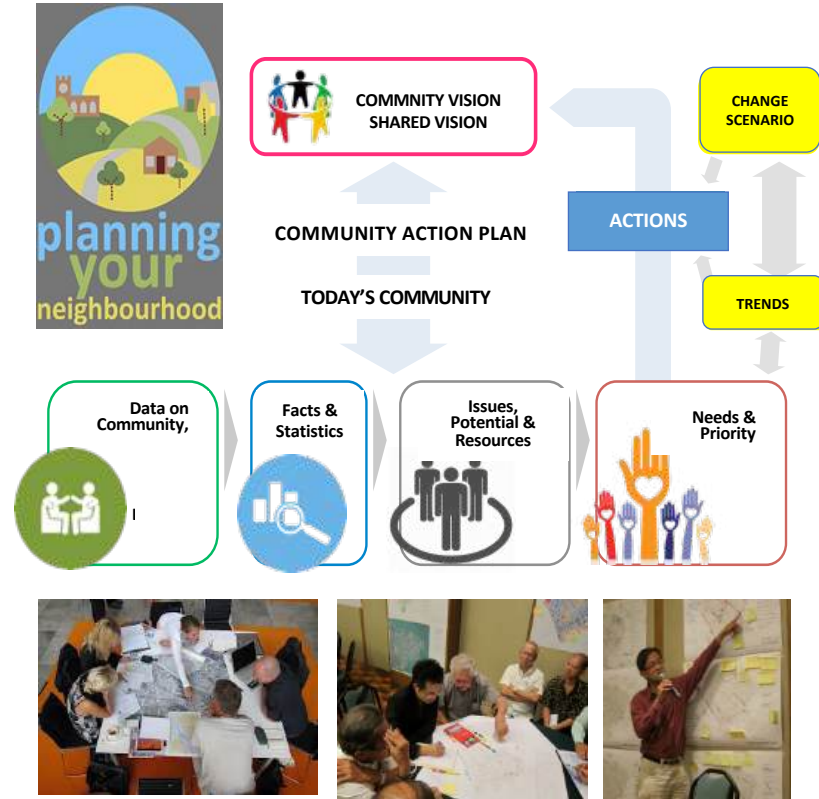 planning
your
neighbourhood
COMMNITY VISION
SHARED VISION
CHANGE
SCENARIO
ACTIONS
COMMUNITY ACTION PLAN
TODAY'S COMMUNITY
TRENDS
Data on
Community,
l
Facts &
Statistics
Issues,
Potential &
Resources
Needs &
Priority